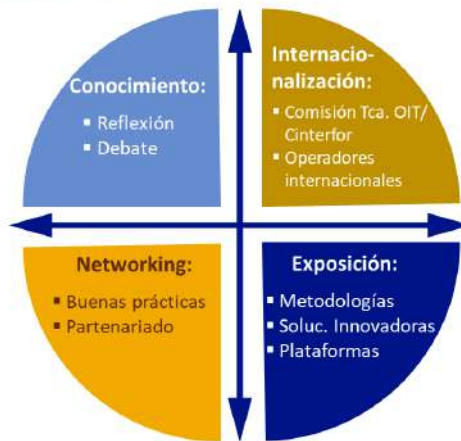 Conocimiento:
▪ Reflexión
▪ Debate
Internacio-
nalización:
▪ Comisión Tca. OIT/
Cinterfor
▪ Operadores
internacionales
Networking:
▪ Buenas prácticas
▪ Partenariado
Exposición:
▪ Metodologías
▪ Soluc. Innovadoras
▪ Plataformas